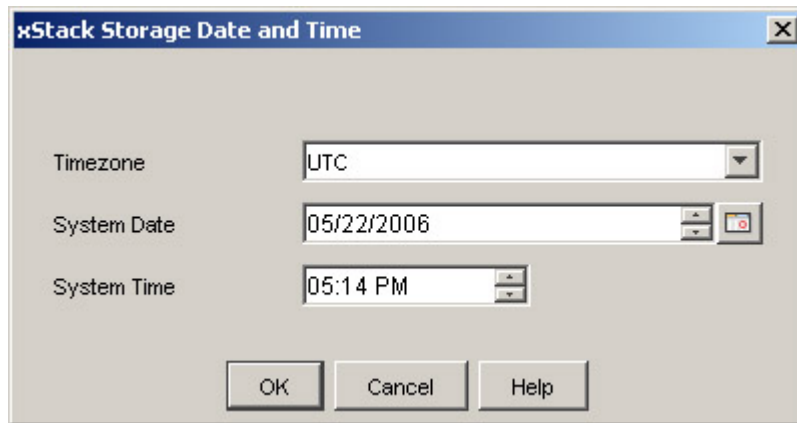 xStack Storage Date and Time
Timezone UTC
System Date 05/22/2006
System Time 05:14 PM
OK Cancel Help